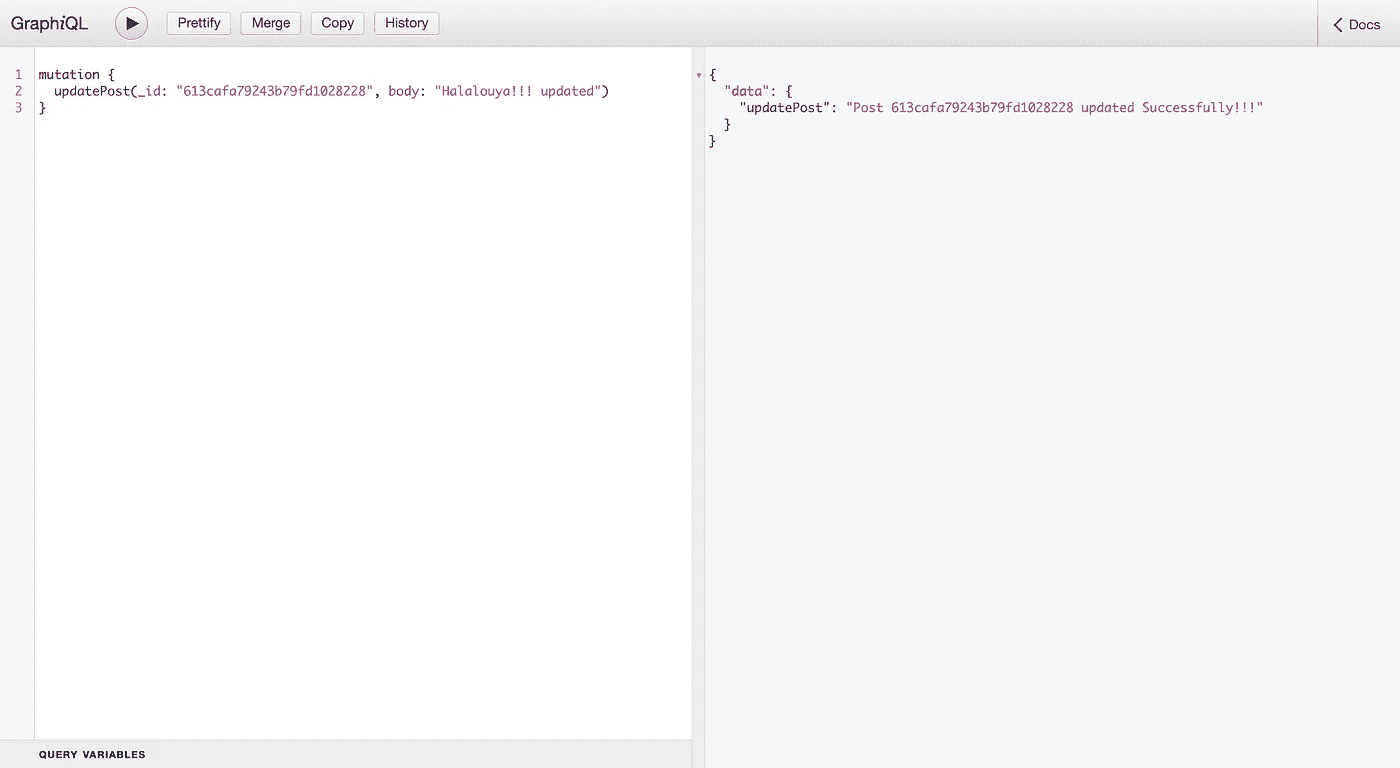 GraphiQL Prettify Merge Copy History Docs
1 mutation {
2 updatePost(_id: "613cafa79243b79fd1028228", body: "Halalouya!!! updated")
3 }
{
"data": {
"updatePost": "Post 613cafa79243b79fd1028228 updated Successfully!!!"
}
}
QUERY VARIABLES